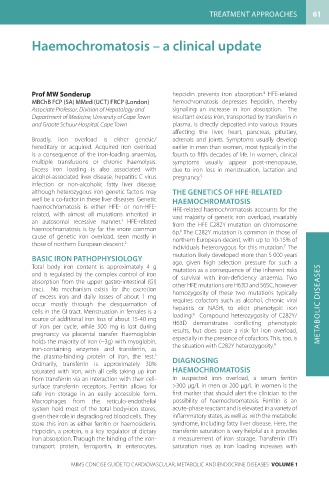 TREATMENT APPROACHES 61
Haemochromatosis – a clinical update
Prof MW Sonderup
MBChB FCP (SA) MMed (UCT) FRCP (London)
Associate Professor, Division of Hepatology and
Department of Medicine, University of Cape Town
and Groote Schuur Hospital, Cape Town
Broadly, iron overload is either genetic/
hereditary or acquired. Acquired iron overload
is a consequence of the iron-loading anaemias,
multiple transfusions or chronic haemolysis.
Excess iron loading is also associated with
alcohol-associated liver disease, hepatitis C virus
infection or non-alcoholic fatty liver disease,
although heterozygous iron genetic factors may
well be a co-factor in these liver diseases. Genetic
haemochromatosis is either HFE- or non-HFE-
related, with almost all mutations inherited in
an autosomal recessive manner. HFE-related
haemochromatosis is by far the more common
cause of genetic iron overload, seen mostly in
those of northern European descent.
BASIC IRON PATHOPHYSIOLOGY
Total body iron content is approximately 4 g
and is regulated by the complex control of iron
absorption from the upper gastro-intestinal (GI)
tract. No mechanism exists for the excretion
of excess iron and daily losses of about 1 mg
occur mostly through the desquamation of
cells in the GI tract. Menstruation in females is a
source of additional iron loss of about 15-40 mg
of iron per cycle, while 500 mg is lost during
pregnancy via placental transfer. Haemoglobin
holds the majority of iron (~3g) with myoglobin,
iron-containing enzymes and transferrin, as
the plasma-binding protein of iron, the rest.
Ordinarily, transferrin is approximately 30%
saturated with iron, with all cells taking up iron
from transferrin via an interaction with their cell-
surface transferrin receptors. Ferritin allows for
safe iron storage in an easily accessible form.
Macrophages from the reticulo-endothelial
system hold most of the total body-iron stores,
given their role in degrading red blood cells. They
store this iron as either ferritin or haemosiderin.
Hepcidin, a protein, is a key regulator of dietary
iron absorption. Through the binding of the iron-
transport protein, ferroportin, in enterocytes,
hepcidin prevents iron absorption. HFE-related
hemochromatosis depresses hepcidin, thereby
signalling an increase in iron absorption. The
resultant excess iron, transported by transferrin in
plasma, is directly deposited into various tissues
affecting the liver, heart, pancreas, pituitary,
adrenals and joints. Symptoms usually develop
earlier in men than women, most typically in the
fourth to fifth decades of life. In women, clinical
symptoms usually appear post-menopause,
due to iron loss in menstruation, lactation and
pregnancy.
THE GENETICS OF HFE-RELATED
HAEMOCHROMATOSIS
HFE-related haemochromatosis accounts for the
vast majority of genetic iron overload, invariably
from the HFE C282Y mutation on chromosome
6p. The C282Y mutation is common in those of
northern European decent, with up to 10-15% of
individuals heterozygous for this mutation. The
mutation likely developed more than 5 000 years
ago, given high selection pressure for such a
mutation as a consequence of the inherent risks
of survival with iron-deficiency anaemia. Two
other HFE mutations are H63D and S65C, however
homozygosity of these two mutations typically
requires cofactors such as alcohol, chronic viral
hepatitis or NASH, to elicit phenotypic iron
loading. Compound heterozygosity of C282Y/
H63D demonstrates conflicting phenotypic
results, but does pose a risk for iron overload,
especially in the presence of cofactors. This, too, is
the situation with C282Y heterozygosity.
DIAGNOSING
HAEMOCHROMATOSIS
In suspected iron overload, a serum ferritin
>300 µg/l in men or 200 µg/l in women is the
first marker that should alert the clinician to the
possibility of haemochromatosis. Ferritin is an
acute-phase reactant and is elevated in a variety of
inflammatory states, as well as with the metabolic
syndrome, including fatty liver disease. Here, the
transferrin saturation is very helpful as it provides
a measurement of iron storage. Transferrin (Tf)
saturation rises as iron loading increases with
METABOLIC DISEASES
MIMS CONCISE GUIDE TO CARDIOVASCULAR, METABOLIC AND ENDOCRINE DISEASES VOLUME 1